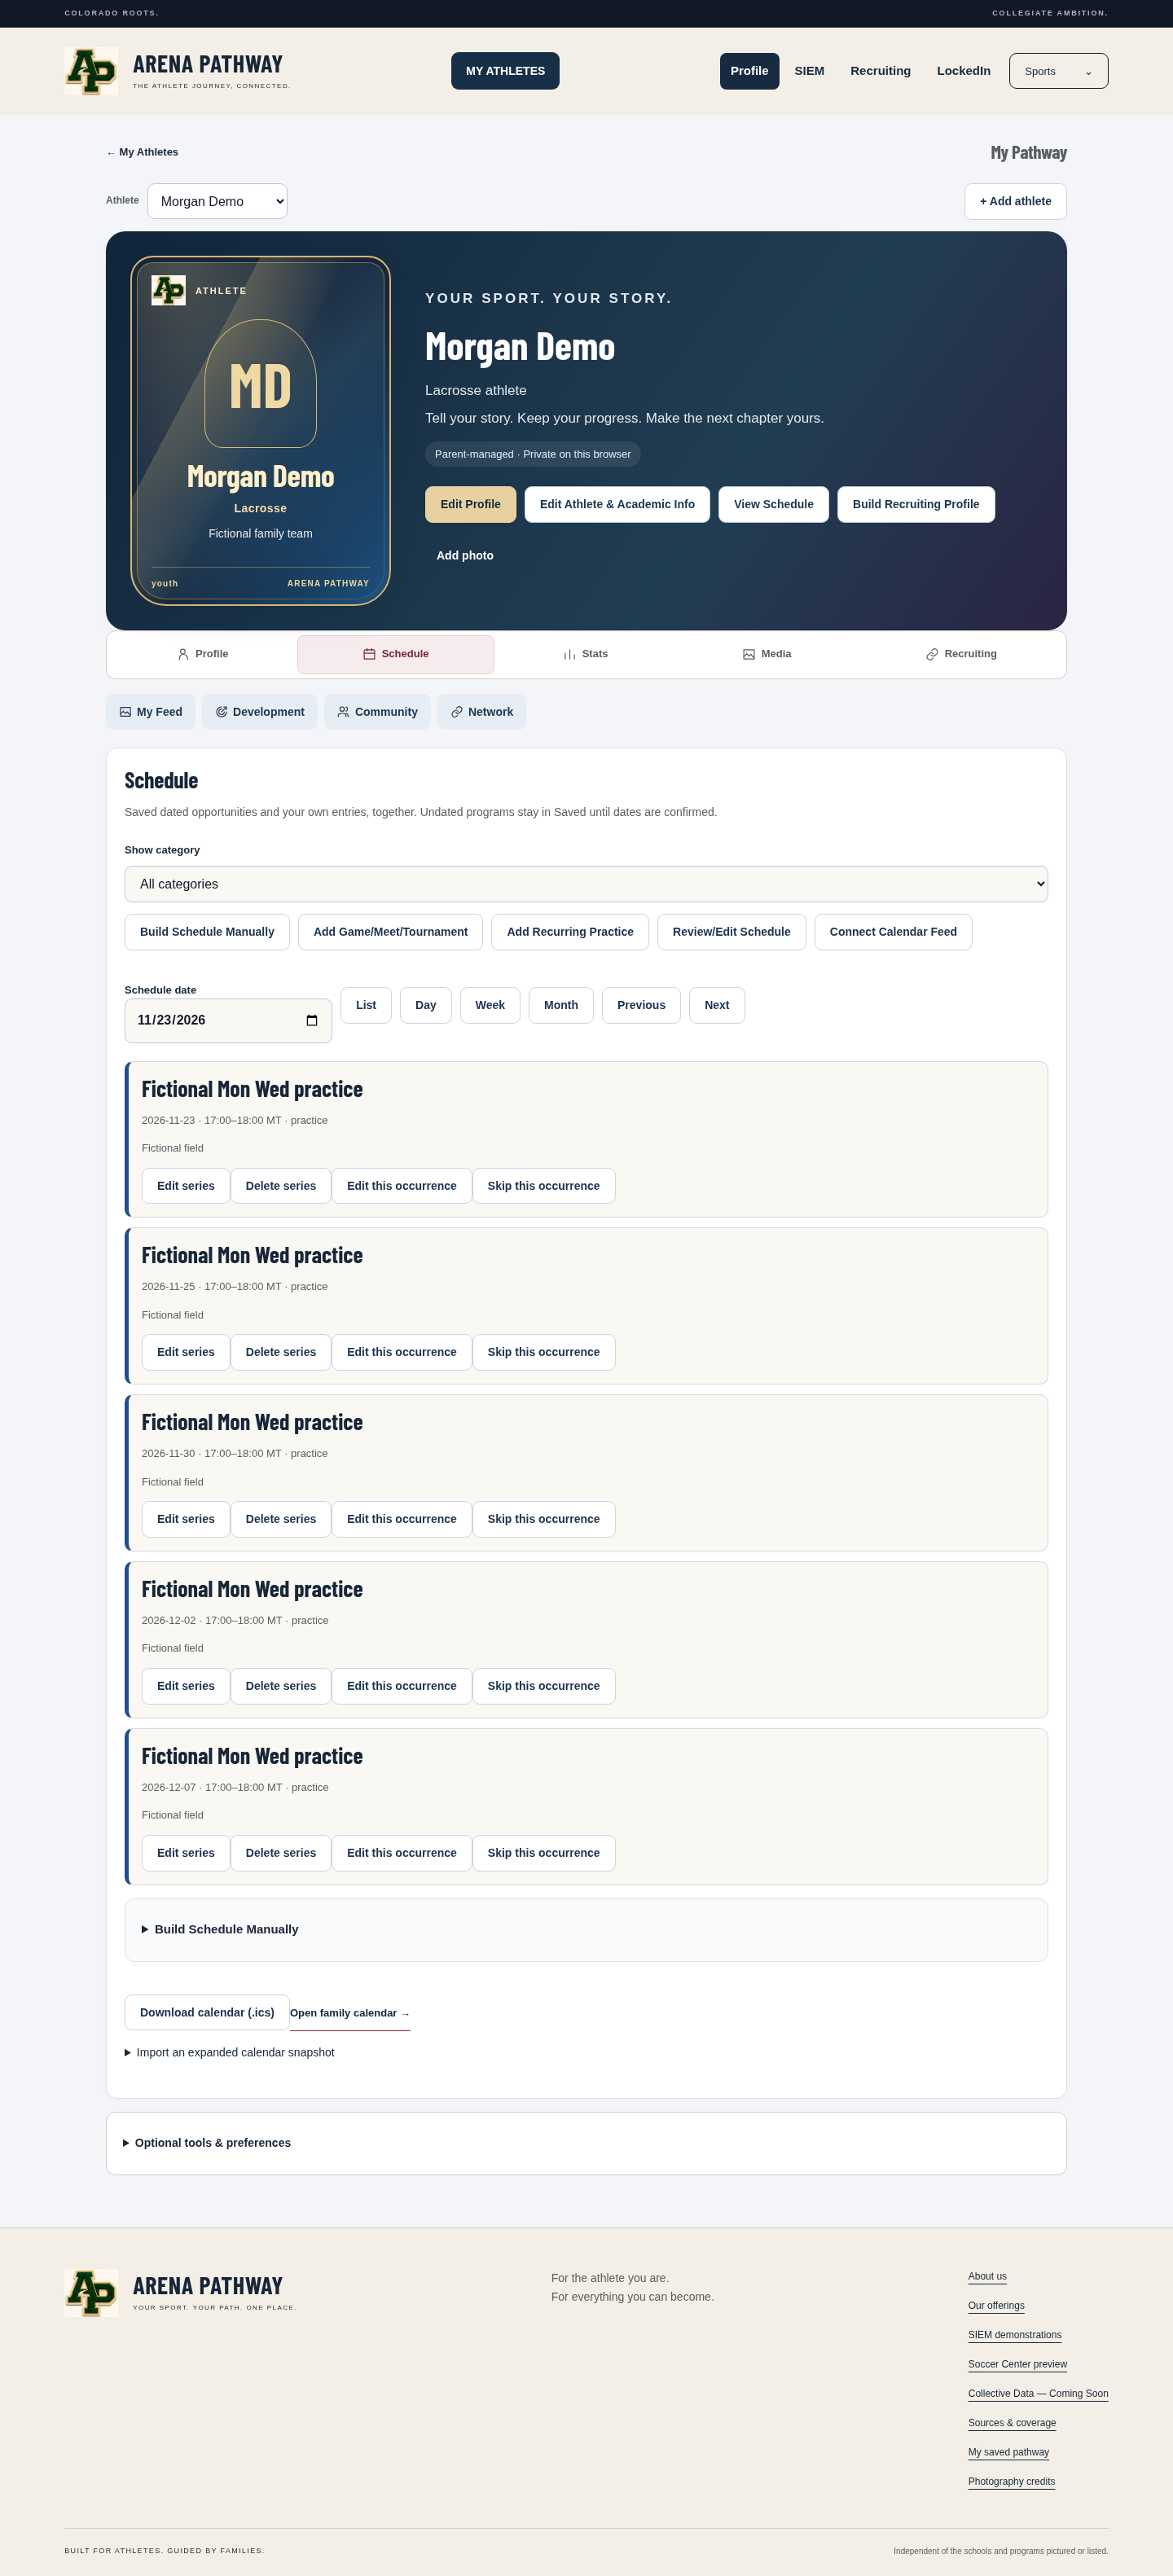 COLORADO ROOTS.
COLLEGIATE AMBITION.
AP
ARENA PATHWAY
THE ATHLETE JOURNEY, CONNECTED.
MY ATHLETES
Profile
SIEM
Recruiting
LockedIn
Sports
← My Athletes
My Pathway
Athlete
Morgan Demo
+ Add athlete
AP
ATHLETE
MD
Morgan Demo
Lacrosse
Fictional family team
youth
ARENA PATHWAY
YOUR SPORT. YOUR STORY.
Morgan Demo
Lacrosse athlete
Tell your story. Keep your progress. Make the next chapter yours.
Parent-managed · Private on this browser
Edit Profile
Edit Athlete & Academic Info
View Schedule
Build Recruiting Profile
Add photo
Profile
Schedule
Stats
Media
Recruiting
My Feed
Development
Community
Network
Schedule
Saved dated opportunities and your own entries, together. Undated programs stay in Saved until dates are confirmed.
Show category
All categories
Build Schedule Manually
Add Game/Meet/Tournament
Add Recurring Practice
Review/Edit Schedule
Connect Calendar Feed
Schedule date
11/23/2026
List
Day
Week
Month
Previous
Next
Fictional Mon Wed practice
2026-11-23 · 17:00–18:00 MT · practice
Fictional field
Edit series
Delete series
Edit this occurrence
Skip this occurrence
Fictional Mon Wed practice
2026-11-25 · 17:00–18:00 MT · practice
Fictional field
Edit series
Delete series
Edit this occurrence
Skip this occurrence
Fictional Mon Wed practice
2026-11-30 · 17:00–18:00 MT · practice
Fictional field
Edit series
Delete series
Edit this occurrence
Skip this occurrence
Fictional Mon Wed practice
2026-12-02 · 17:00–18:00 MT · practice
Fictional field
Edit series
Delete series
Edit this occurrence
Skip this occurrence
Fictional Mon Wed practice
2026-12-07 · 17:00–18:00 MT · practice
Fictional field
Edit series
Delete series
Edit this occurrence
Skip this occurrence
Build Schedule Manually
Download calendar (.ics)
Open family calendar →
Import an expanded calendar snapshot
Optional tools & preferences
AP
ARENA PATHWAY
YOUR SPORT. YOUR PATH. ONE PLACE.
For the athlete you are.
For everything you can become.
About us
Our offerings
SIEM demonstrations
Soccer Center preview
Collective Data — Coming Soon
Sources & coverage
My saved pathway
Photography credits
BUILT FOR ATHLETES. GUIDED BY FAMILIES.
Independent of the schools and programs pictured or listed.